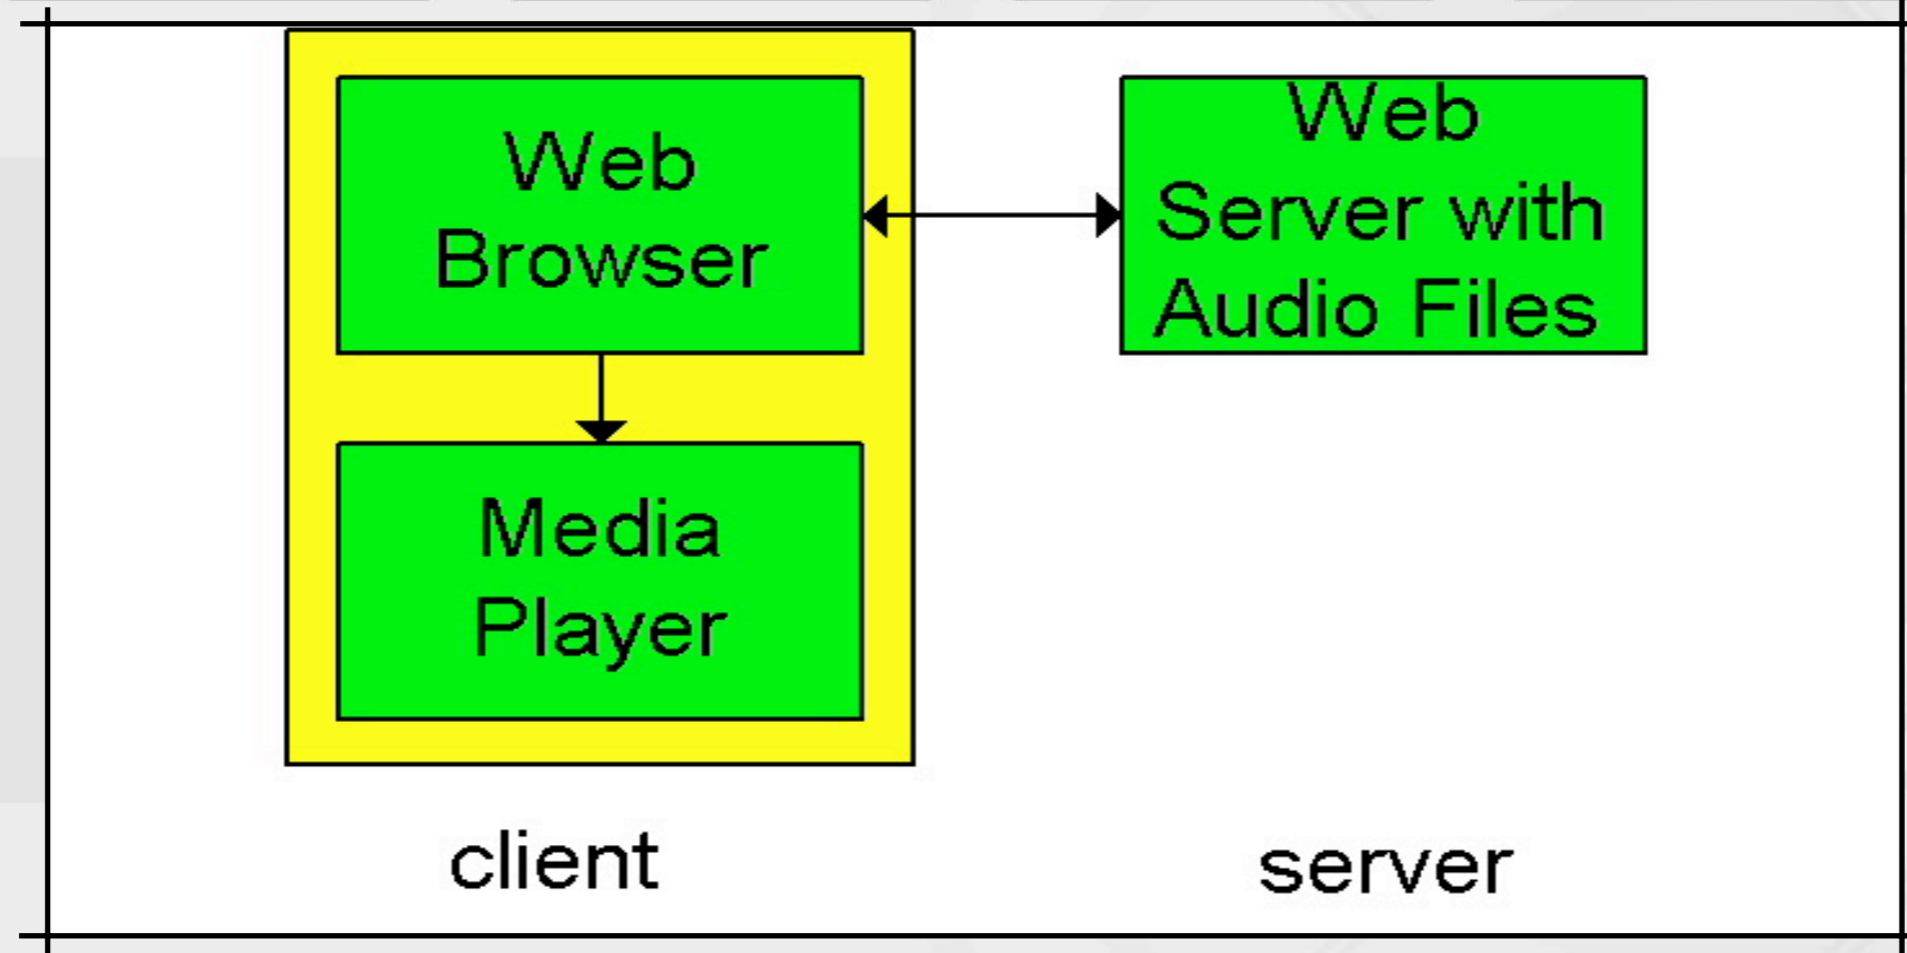 Web
Browser
Media
Player
client
Web
Server with
Audio Files
server